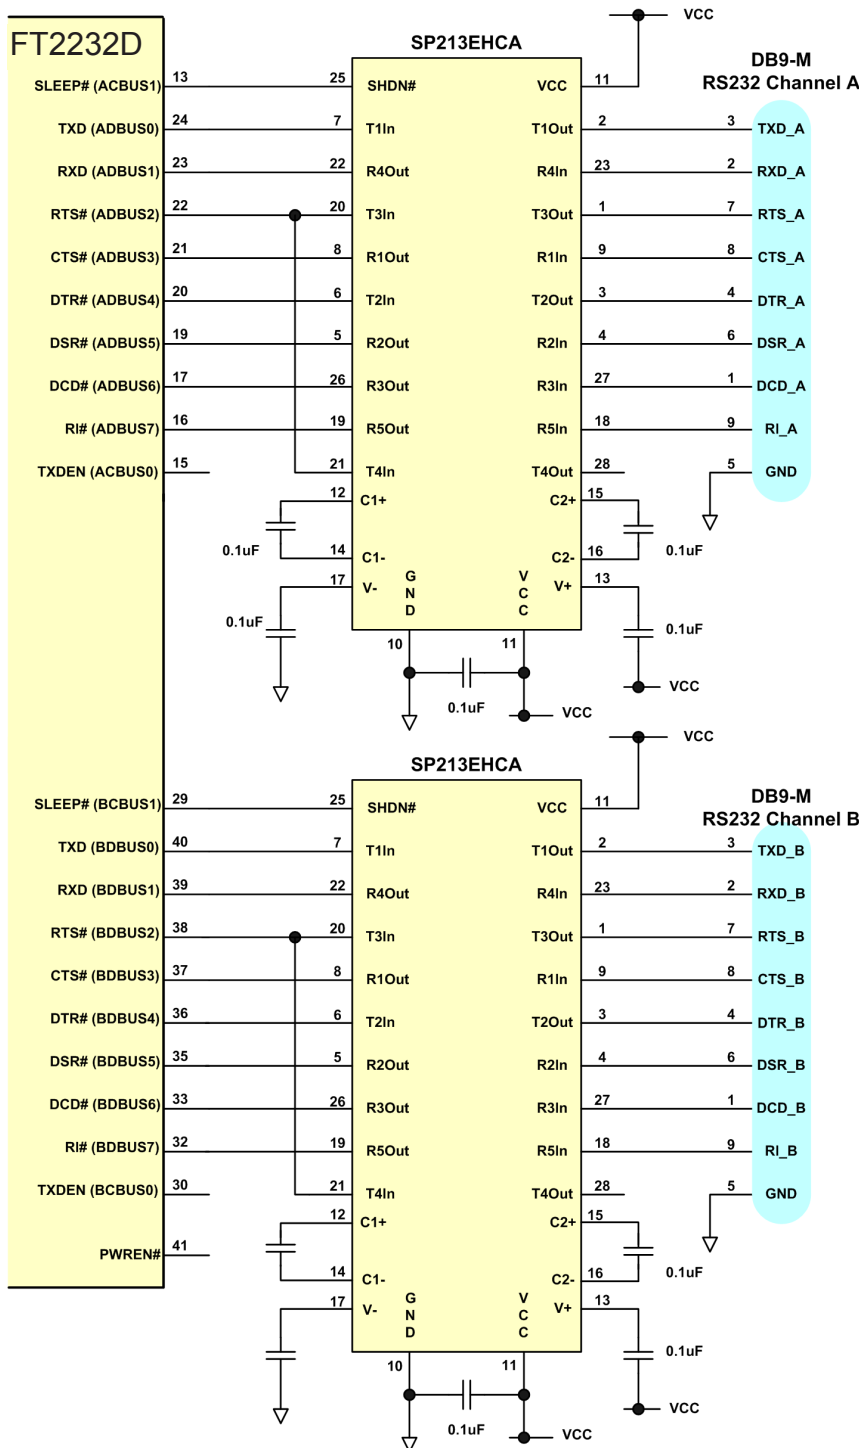 FT2232D
SP213EHCA
VCC
DB9-M
RS232 Channel A
SLEEP# (ACBUS1) 13 25 SHDN# VCC 11
TXD (ADBUS0) 24 7 T1In T1Out 2 3 TXD_A
RXD (ADBUS1) 23 22 R4Out R4In 23 2 RXD_A
RTS# (ADBUS2) 22 20 T3In T3Out 1 7 RTS_A
CTS# (ADBUS3) 21 8 R1Out R1In 9 8 CTS_A
DTR# (ADBUS4) 20 6 T2In T2Out 3 4 DTR_A
DSR# (ADBUS5) 19 5 R2Out R2In 4 6 DSR_A
DCD# (ADBUS6) 17 26 R3Out R3In 27 1 DCD_A
RI# (ADBUS7) 16 19 R5Out R5In 18 9 RI_A
TXDEN (ACBUS0) 15 21 T4In T4Out 28 5 GND
12 C1+ C2+ 15
0.1uF 0.1uF
14 C1- C2- 16
17 V- GND VCC V+ 13
0.1uF 0.1uF
10 11
0.1uF VCC VCC
VCC
SP213EHCA
DB9-M
RS232 Channel B
SLEEP# (BCBUS1) 29 25 SHDN# VCC 11
TXD (BDBUS0) 40 7 T1In T1Out 2 3 TXD_B
RXD (BDBUS1) 39 22 R4Out R4In 23 2 RXD_B
RTS# (BDBUS2) 38 20 T3In T3Out 1 7 RTS_B
CTS# (BDBUS3) 37 8 R1Out R1In 9 8 CTS_B
DTR# (BDBUS4) 36 6 T2In T2Out 3 4 DTR_B
DSR# (BDBUS5) 35 5 R2Out R2In 4 6 DSR_B
DCD# (BDBUS6) 33 26 R3Out R3In 27 1 DCD_B
RI# (BDBUS7) 32 19 R5Out R5In 18 9 RI_B
TXDEN (BCBUS0) 30 21 T4In T4Out 28 5 GND
12 C1+ C2+ 15
PWREN# 41
0.1uF
14 C1- C2- 16
17 V- GND VCC V+ 13
0.1uF
10 11
VCC
0.1uF VCC